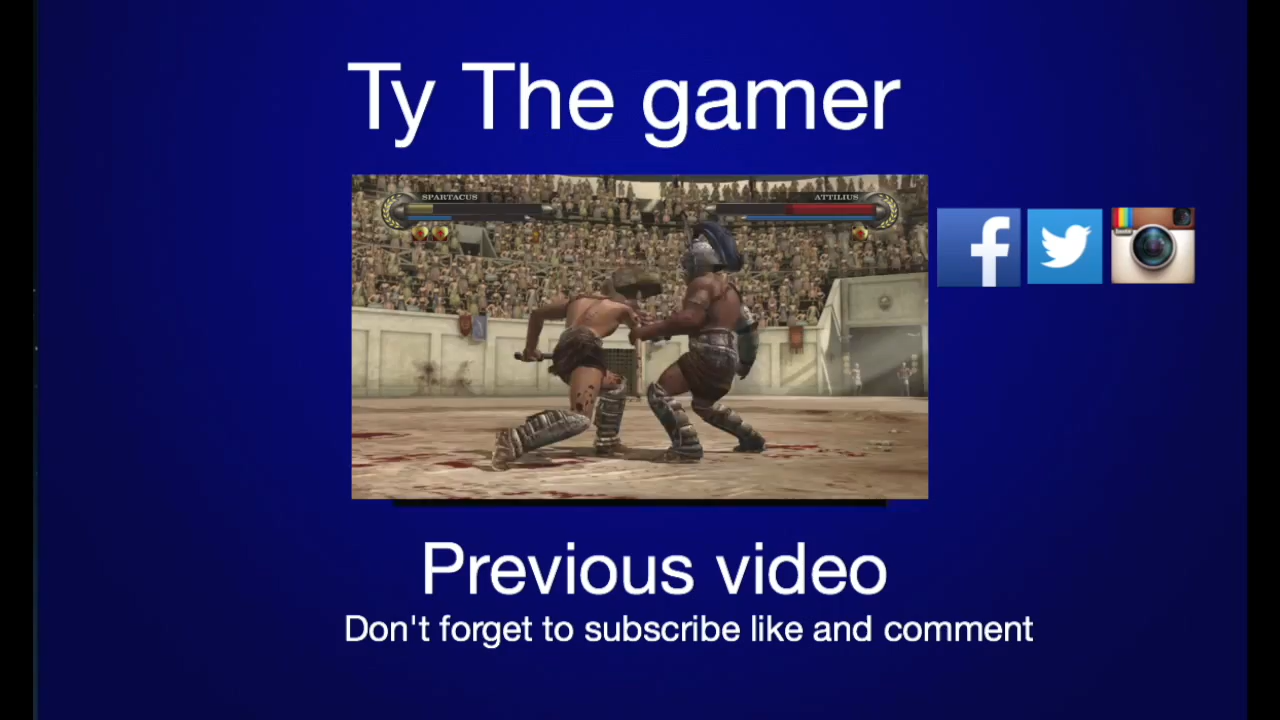 Ty The gamer
SPARTACUS
ATTILIUS
Previous video
Don't forget to subscribe like and comment